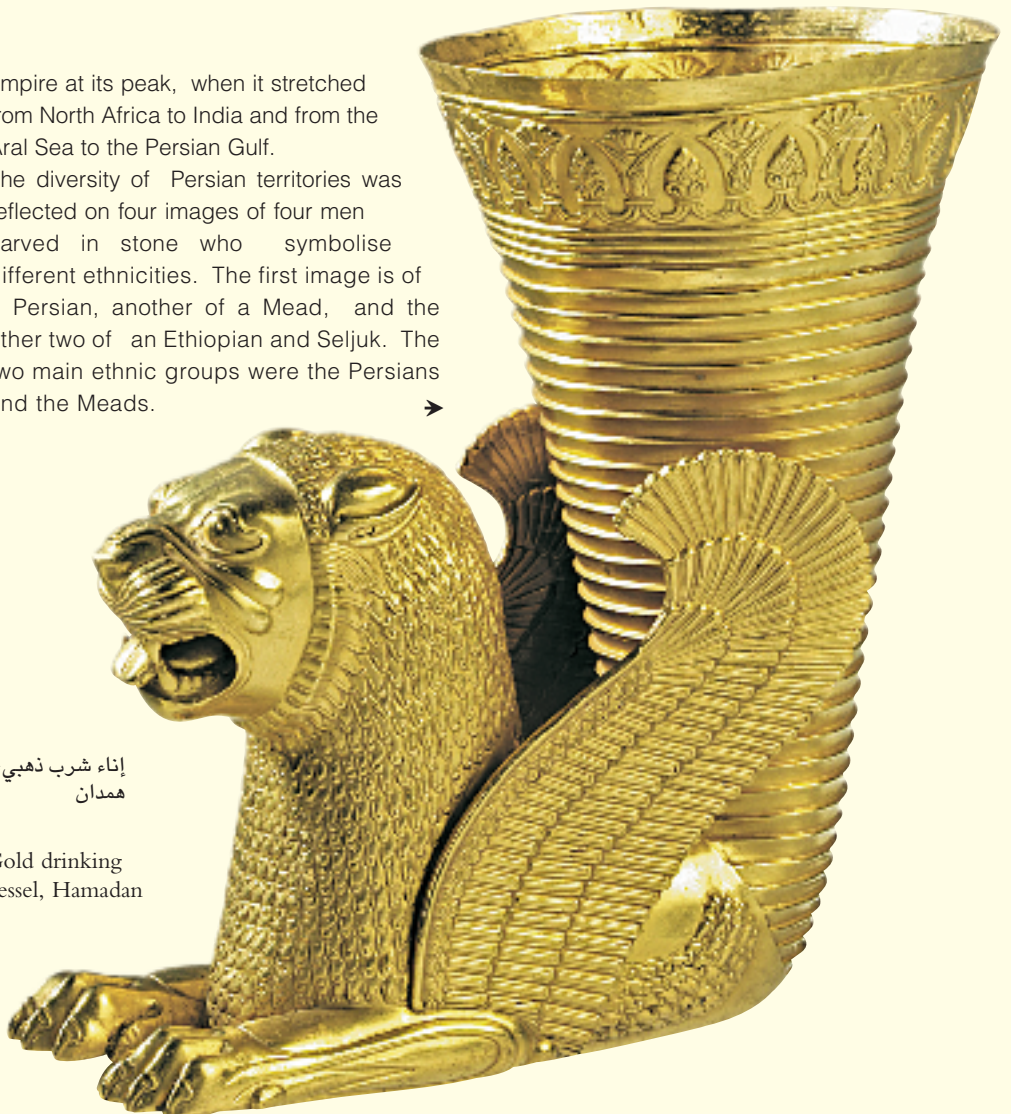 mpire at its peak, when it stretched
rom North Africa to India and from the
Aral Sea to the Persian Gulf.
he diversity of Persian territories was
eflected on four images of four men
arved in stone who symbolise
ifferent ethnicities. The first image is of
Persian, another of a Mead, and the
ther two of an Ethiopian and Seljuk. The
wo main ethnic groups were the Persians
nd the Meads.
إناء شرب ذهبي
همدان
Gold drinking
essel, Hamadan